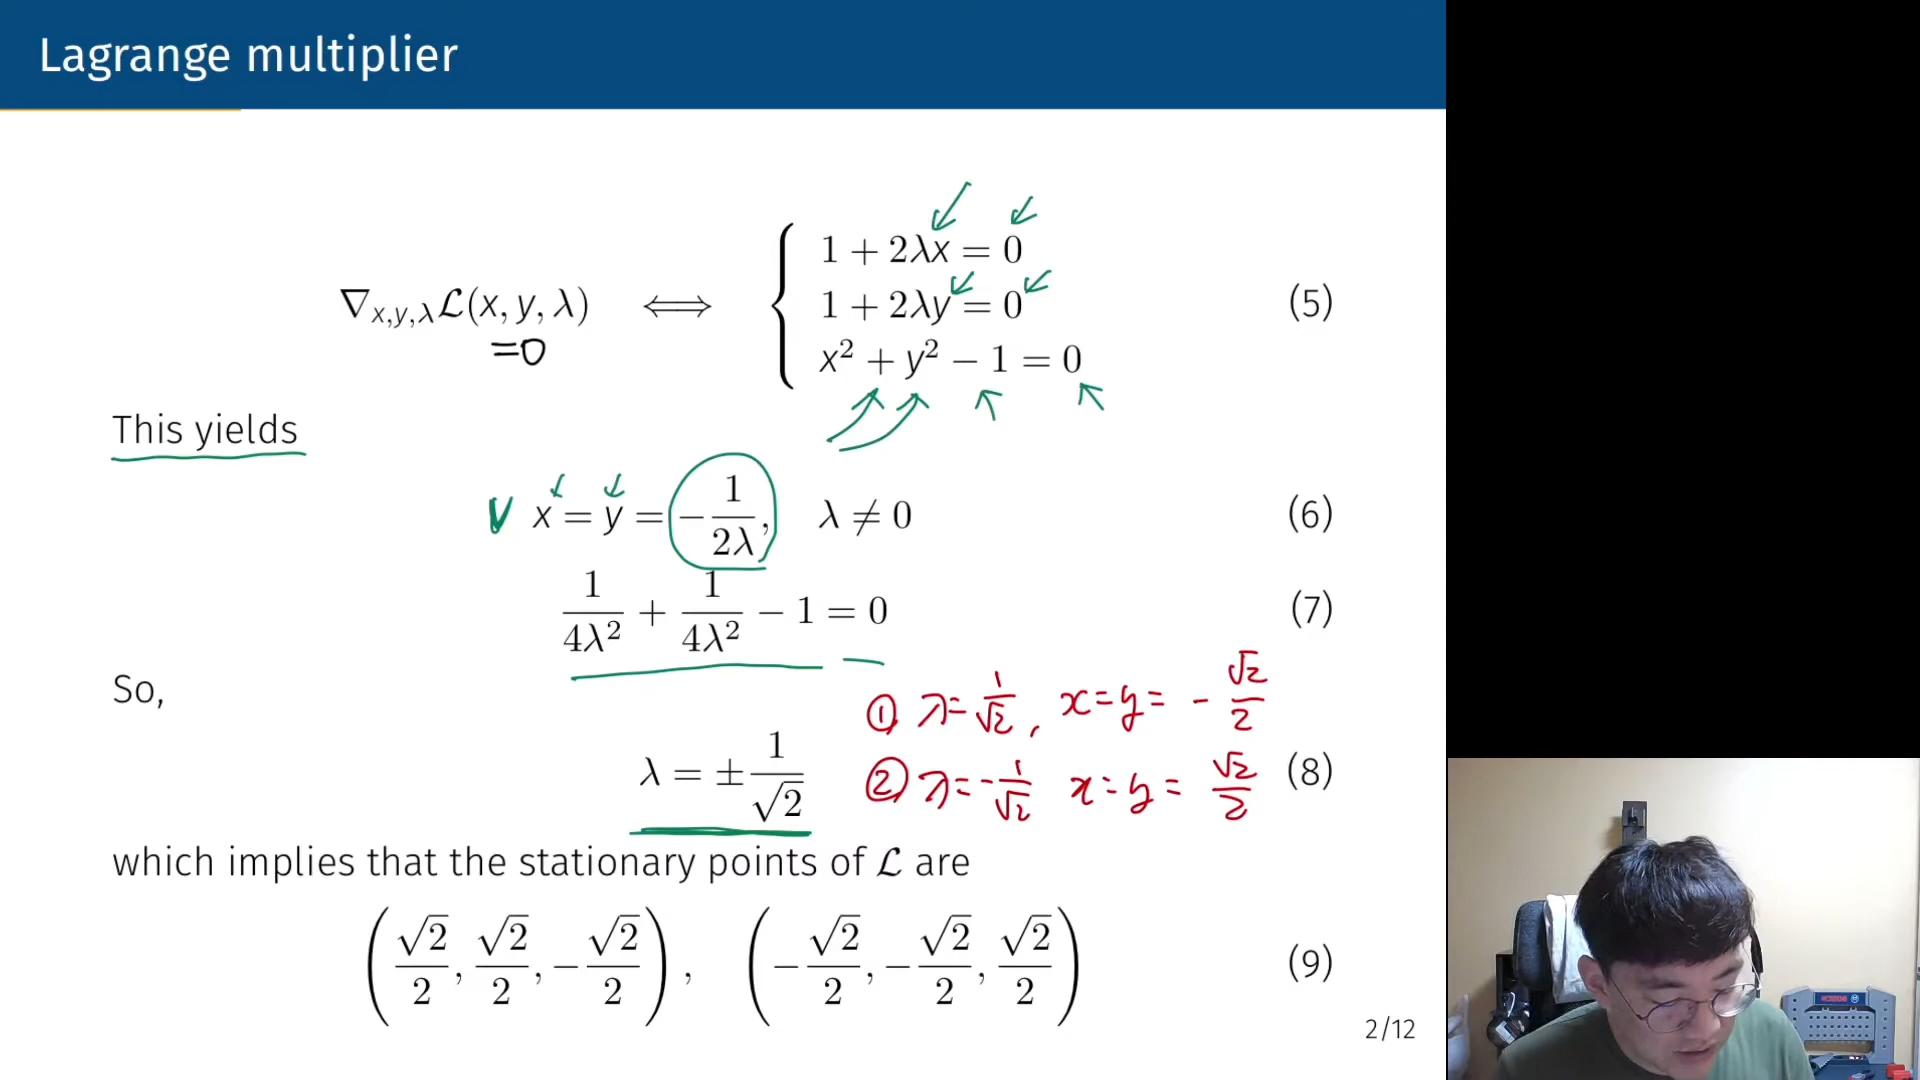 Lagrange multiplier
1 + 2λx = 0
∇x,y,λ ℒ(x, y, λ) ⟺ 1 + 2λy = 0 (5)
=0
x² + y² − 1 = 0
This yields
x = y = −1/2λ, λ ≠ 0 (6)
1/4λ² + 1/4λ² − 1 = 0 (7)
So,
① λ = 1/√2, x = y = −√2/2
λ = ±1/√2 (8)
② λ = −1/√2 x = y = √2/2
which implies that the stationary points of ℒ are
(√2/2, √2/2, −√2/2), (−√2/2, −√2/2, √2/2) (9)
2/12